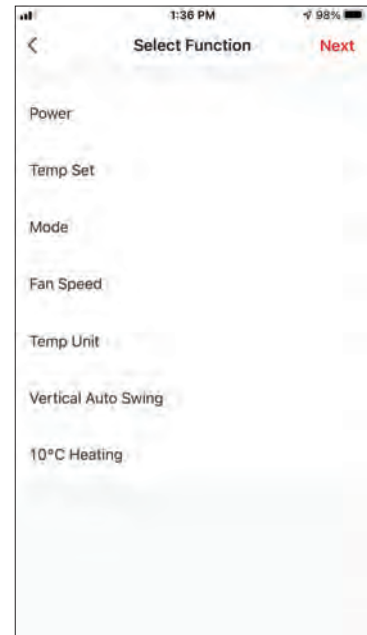 1:36 PM 98%
Select Function Next
Power
Temp Set
Mode
Fan Speed
Temp Unit
Vertical Auto Swing
10°C Heating